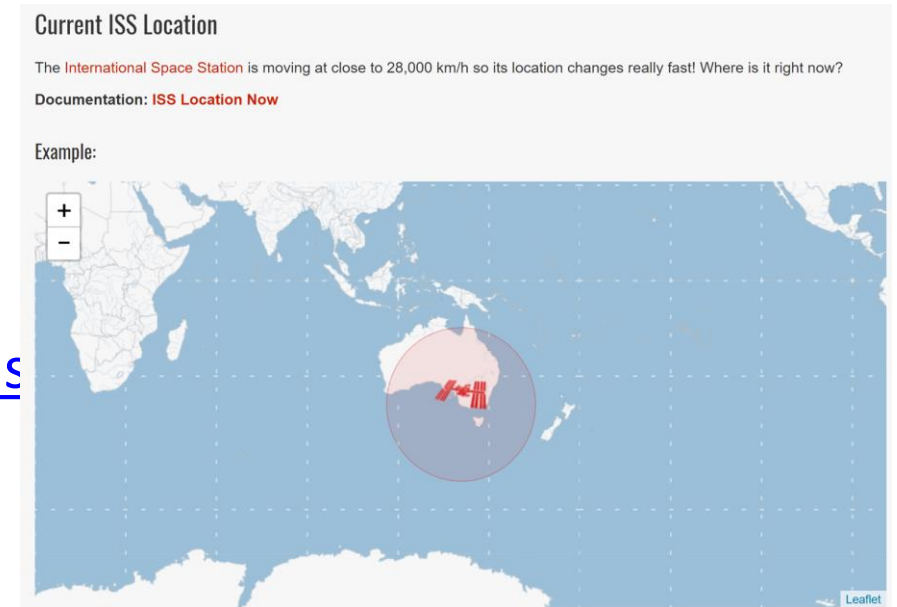 Current ISS Location
The International Space Station is moving at close to 28,000 km/h so its location changes really fast! Where is it right now?
Documentation: ISS Location Now
Example:
+
−
s
Leaflet